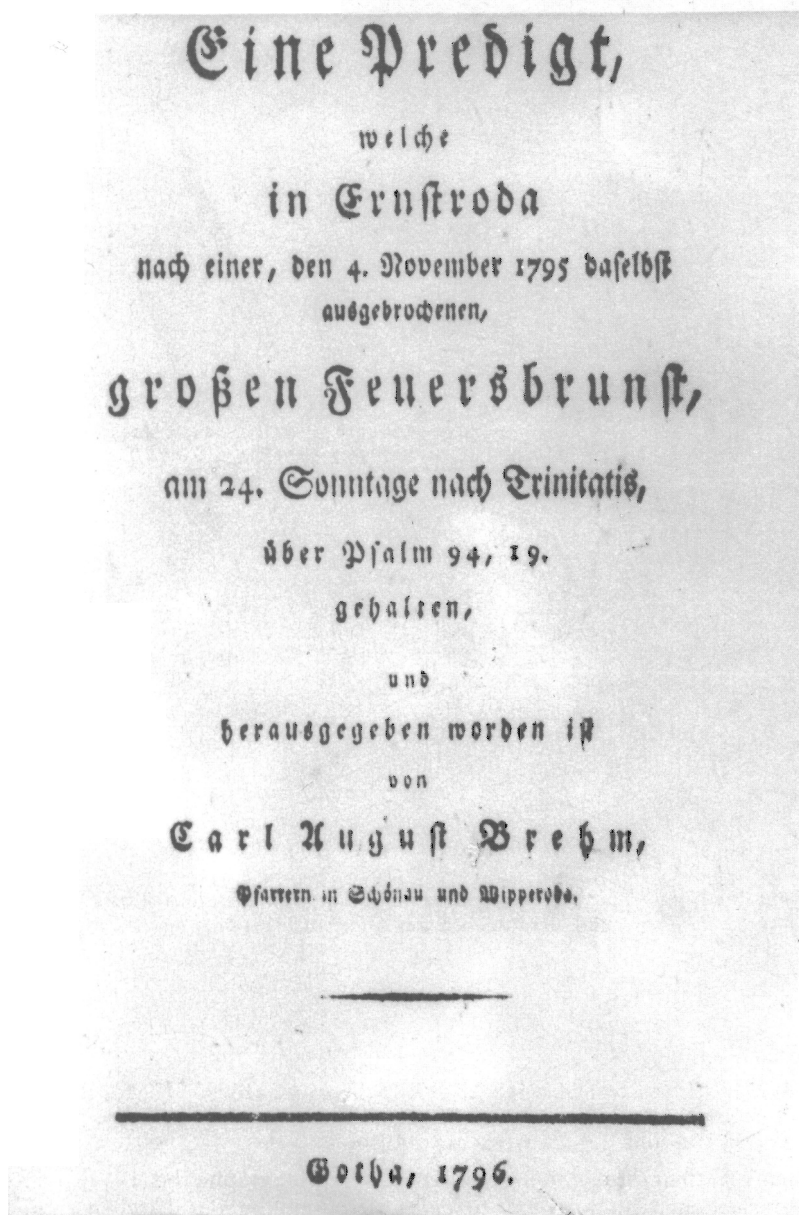 Eine Predigt,
welche
in Ernstroda
nach einer, den 4. November 1795 daselbst
ausgebrochenen,
großen Feuersbrunst,
am 24. Sonntage nach Trinitatis,
über Psalm 94, 19.
gehalten,
und
herausgegeben worden ist
von
Carl August Brehm,
Pfarrern in Schönau und Wipperoda.
Gotha, 1796.